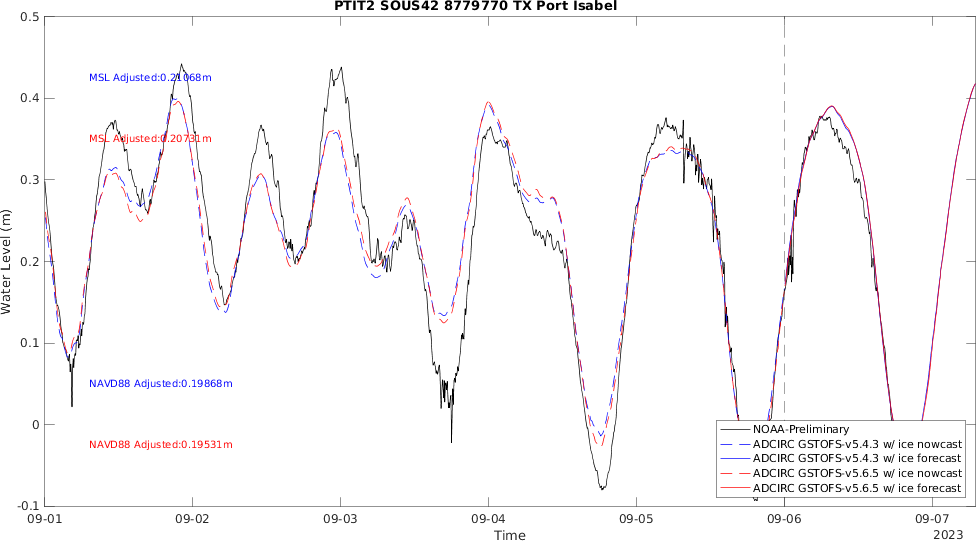 PTIT2 SOUS42 8779770 TX Port Isabel
0.5
MSL Adjusted:0.21068m
0.4
MSL Adjusted:0.20731m
0.3
Water Level (m)
0.2
0.1
NAVD88 Adjusted:0.19868m
0
NAVD88 Adjusted:0.19531m
NOAA-Preliminary
ADCIRC GSTOFS-v5.4.3 w/ ice nowcast
ADCIRC GSTOFS-v5.4.3 w/ ice forecast
ADCIRC GSTOFS-v5.6.5 w/ ice nowcast
ADCIRC GSTOFS-v5.6.5 w/ ice forecast
-0.1
09-01 09-02 09-03 09-04 09-05 09-06 09-07
Time
2023